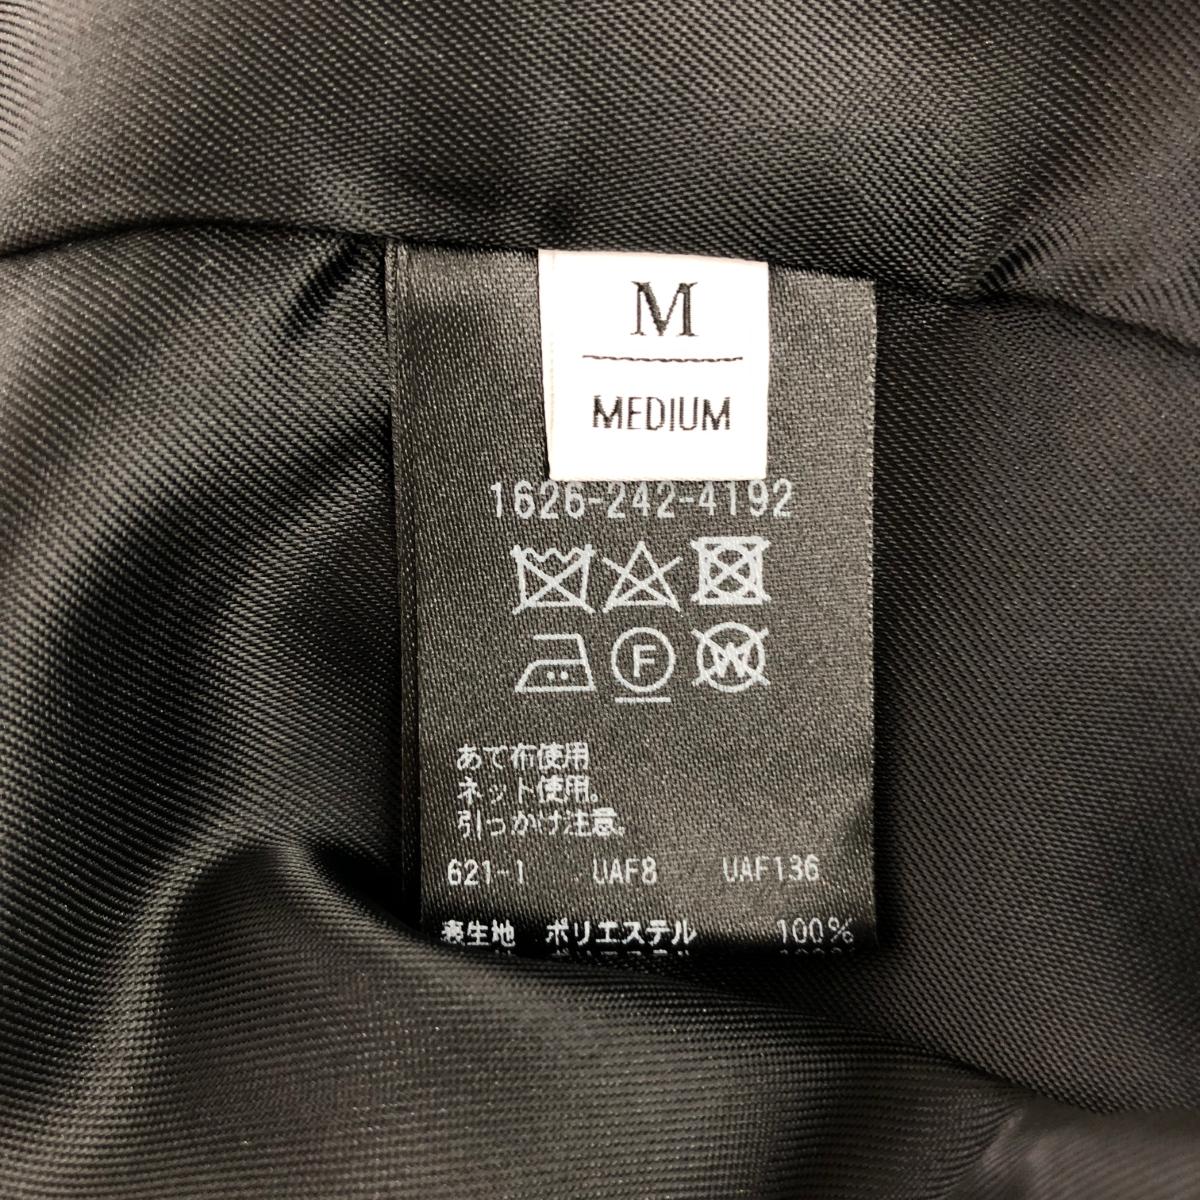 M
MEDIUM
1626-242-4192
F
W
あて布使用
ネット使用。
引っかけ注意。
621-1 UAF8 UAF136
表生地 ポリエステル 100%